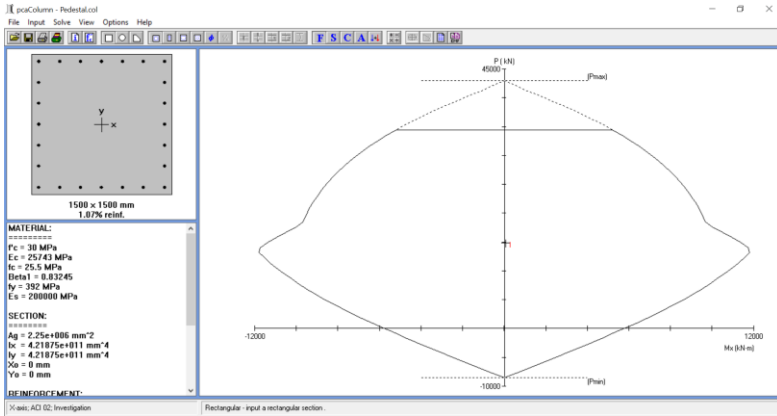 pcaColumn - Pedestal.col
File Input Solve View Options Help
F S C A
y
x
1500 x 1500 mm
1.07% reinf.
MATERIAL:
=========
f'c = 30 MPa
Ec = 25743 MPa
fc = 25.5 MPa
Beta1 = 0.83245
fy = 392 MPa
Es = 200000 MPa
SECTION:
========
Ag = 2.25e+006 mm^2
Ix = 4.21875e+011 mm^4
Iy = 4.21875e+011 mm^4
Xo = 0 mm
Yo = 0 mm
REINFORCEMENT:
P ( kN)
45000
(Pmax)
1
-12000
12000
Mx (kN-m)
-10000
(Pmin)
X-axis; ACI 02; Investigation
Rectangular - input a rectangular section.